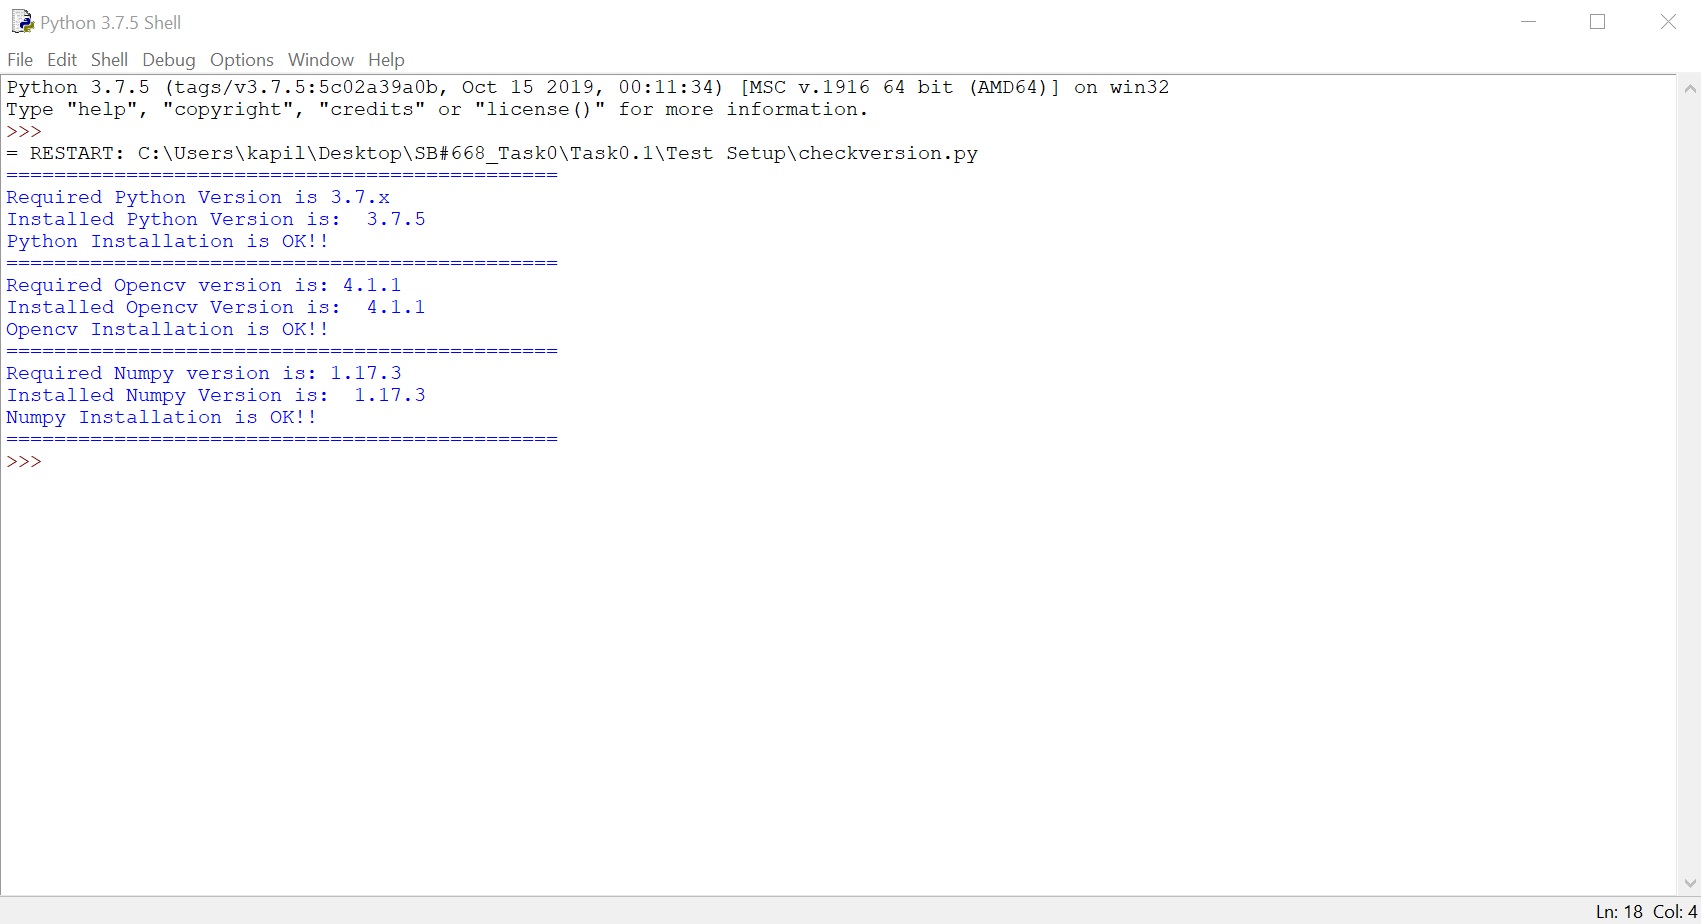 Python 3.7.5 Shell
File Edit Shell Debug Options Window Help
Python 3.7.5 (tags/v3.7.5:5c02a39a0b, Oct 15 2019, 00:11:34) [MSC v.1916 64 bit (AMD64)] on win32
Type "help", "copyright", "credits" or "license()" for more information.
>>>
= RESTART: C:\Users\kapil\Desktop\SB#668_Task0\Task0.1\Test Setup\checkversion.py
==============================================
Required Python Version is 3.7.x
Installed Python Version is:  3.7.5
Python Installation is OK!!
==============================================
Required Opencv version is: 4.1.1
Installed Opencv Version is:  4.1.1
Opencv Installation is OK!!
==============================================
Required Numpy version is: 1.17.3
Installed Numpy Version is:  1.17.3
Numpy Installation is OK!!
==============================================
>>>
Ln: 18 Col: 4